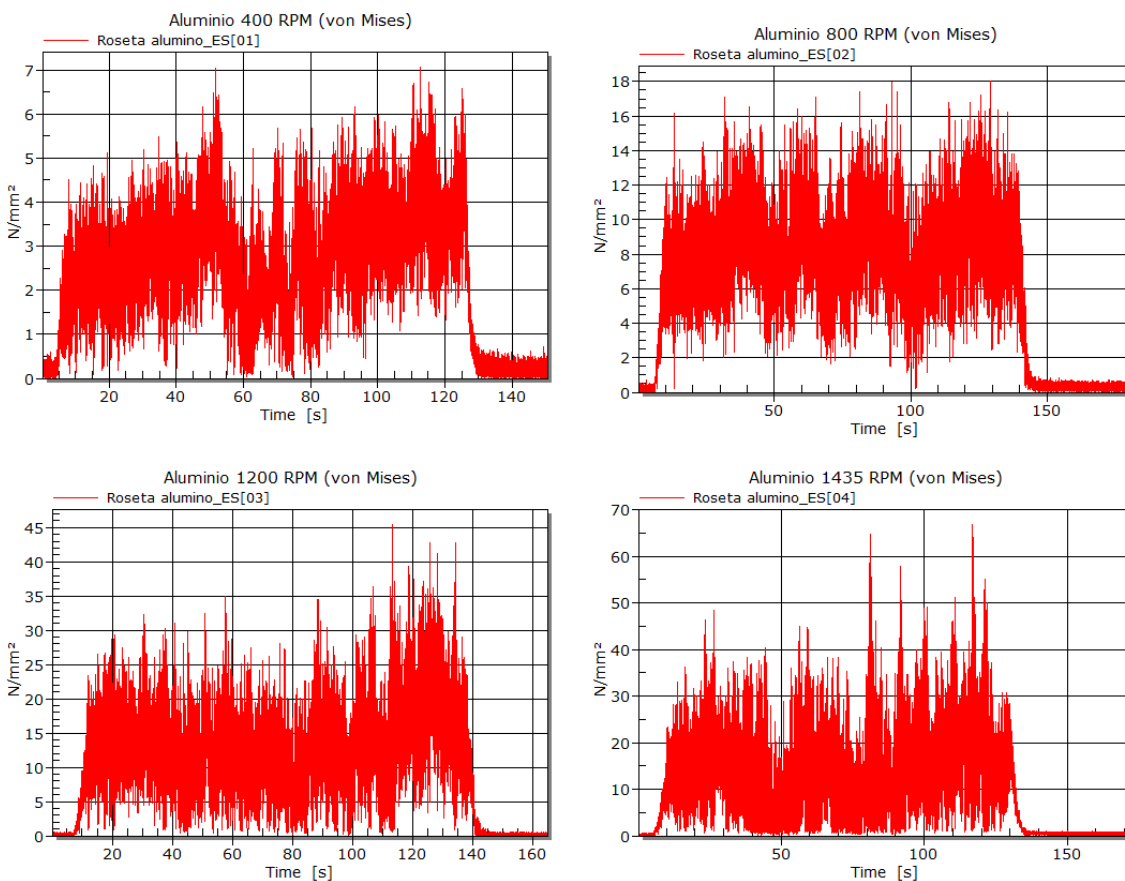 Aluminio 400 RPM (von Mises)
Roseta alumino_ES[01]
7
6
5
4
3
2
1
0
N/mm²
20 40 60 80 100 120 140
Time [s]
Aluminio 800 RPM (von Mises)
Roseta alumino_ES[02]
18
16
14
12
10
8
6
4
2
0
N/mm²
50 100 150
Time [s]
Aluminio 1200 RPM (von Mises)
Roseta alumino_ES[03]
45
40
35
30
25
20
15
10
5
0
N/mm²
20 40 60 80 100 120 140 160
Time [s]
Aluminio 1435 RPM (von Mises)
Roseta alumino_ES[04]
70
60
50
40
30
20
10
0
N/mm²
50 100 150
Time [s]